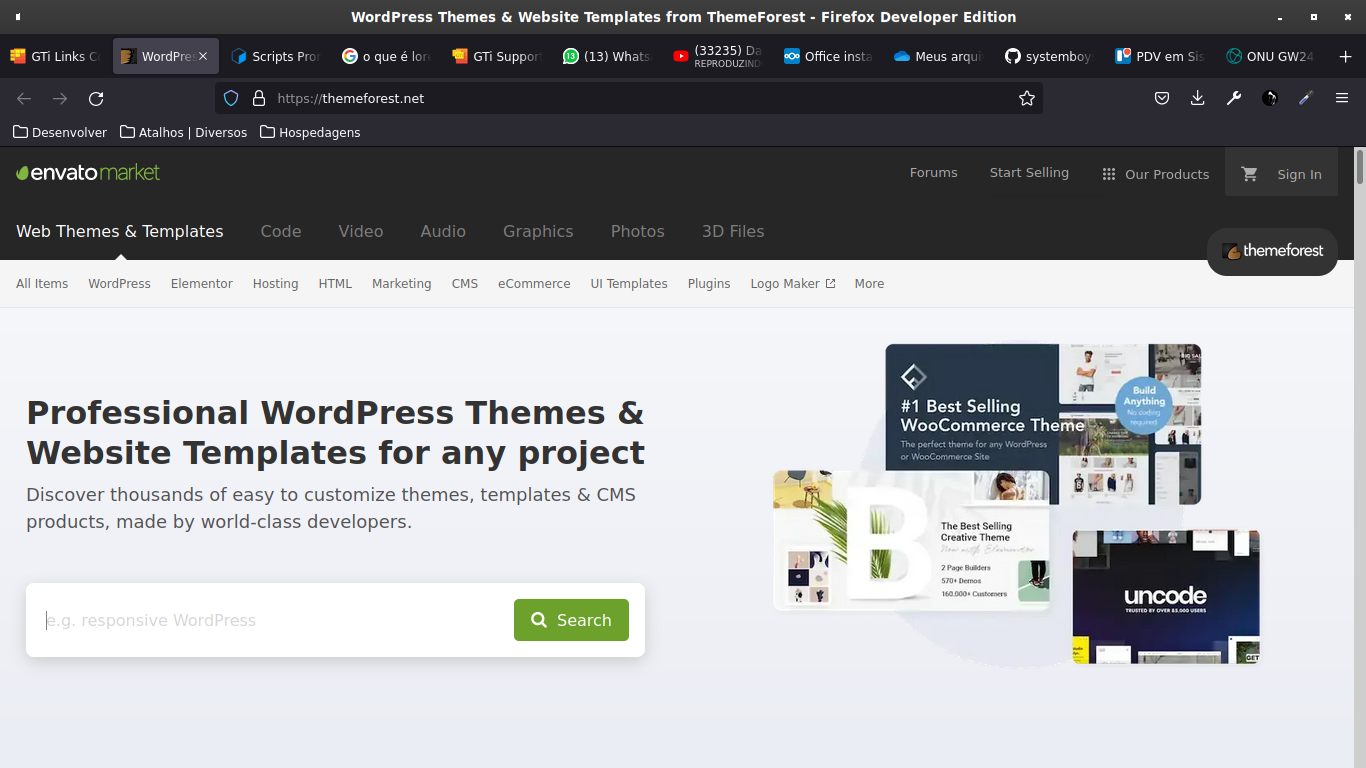 WordPress Themes & Website Templates from ThemeForest - Firefox Developer Edition
GTi Links C
WordPres
Scripts Pro
o que é lore
GTi Support
(13) Whats
(33235) Da
REPRODUZIND
Office insta
Meus arqui
systemboys
PDV em Sis
ONU GW24
https://themeforest.net
Desenvolver
Atalhos | Diversos
Hospedagens
envato market
Forums
Start Selling
Our Products
Sign In
Web Themes & Templates
Code
Video
Audio
Graphics
Photos
3D Files
themeforest
All Items
WordPress
Elementor
Hosting
HTML
Marketing
CMS
eCommerce
UI Templates
Plugins
Logo Maker
More
Professional WordPress Themes &
Website Templates for any project
Discover thousands of easy to customize themes, templates & CMS
products, made by world-class developers.
e.g. responsive WordPress
Search
#1 Best Selling
WooCommerce Theme
The perfect theme for any WordPress
or WooCommerce Site
Build
Anything
No coding
required
B
The Best Selling
Creative Theme
Now with Elementor
2 Page Builders
570+ Demos
160.000+ Customers
uncode
TRUSTED BY OVER 85.000 USERS
GET